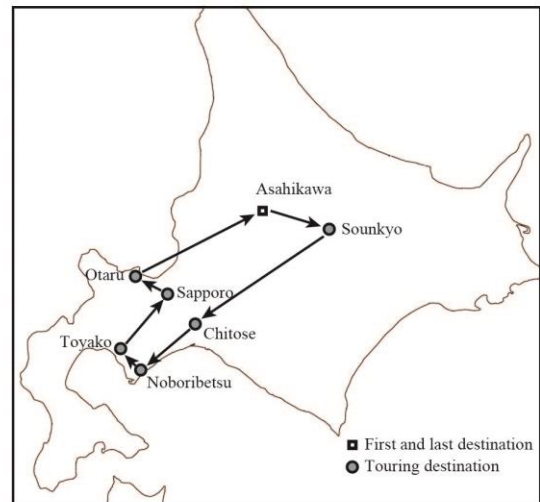 Asahikawa
Sounkyo
Otaru
Sapporo
Chitose
Toyako
Noboribetsu
First and last destination
Touring destination